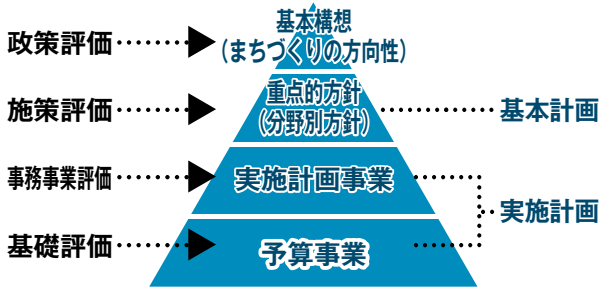 政策評価
基本構想
(まちづくりの方向性)
施策評価
重点的方針
(分野別方針)
基本計画
事務事業評価
実施計画事業
実施計画
基礎評価
予算事業